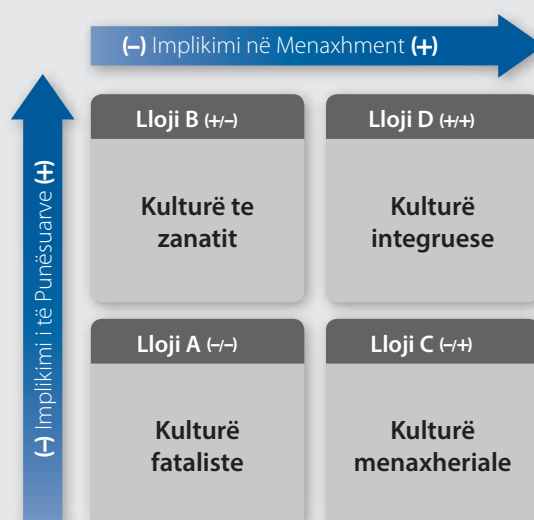 (–) Implikimi në Menaxhment (+)
(–) Implikimi i të Punësuarve (+)
Lloji B (+/–)
Kulturë te
zanatit
Lloji D (+/+)
Kulturë
integruese
Lloji A (–/–)
Kulturë
fataliste
Lloji C (–/+)
Kulturë
menaxheriale